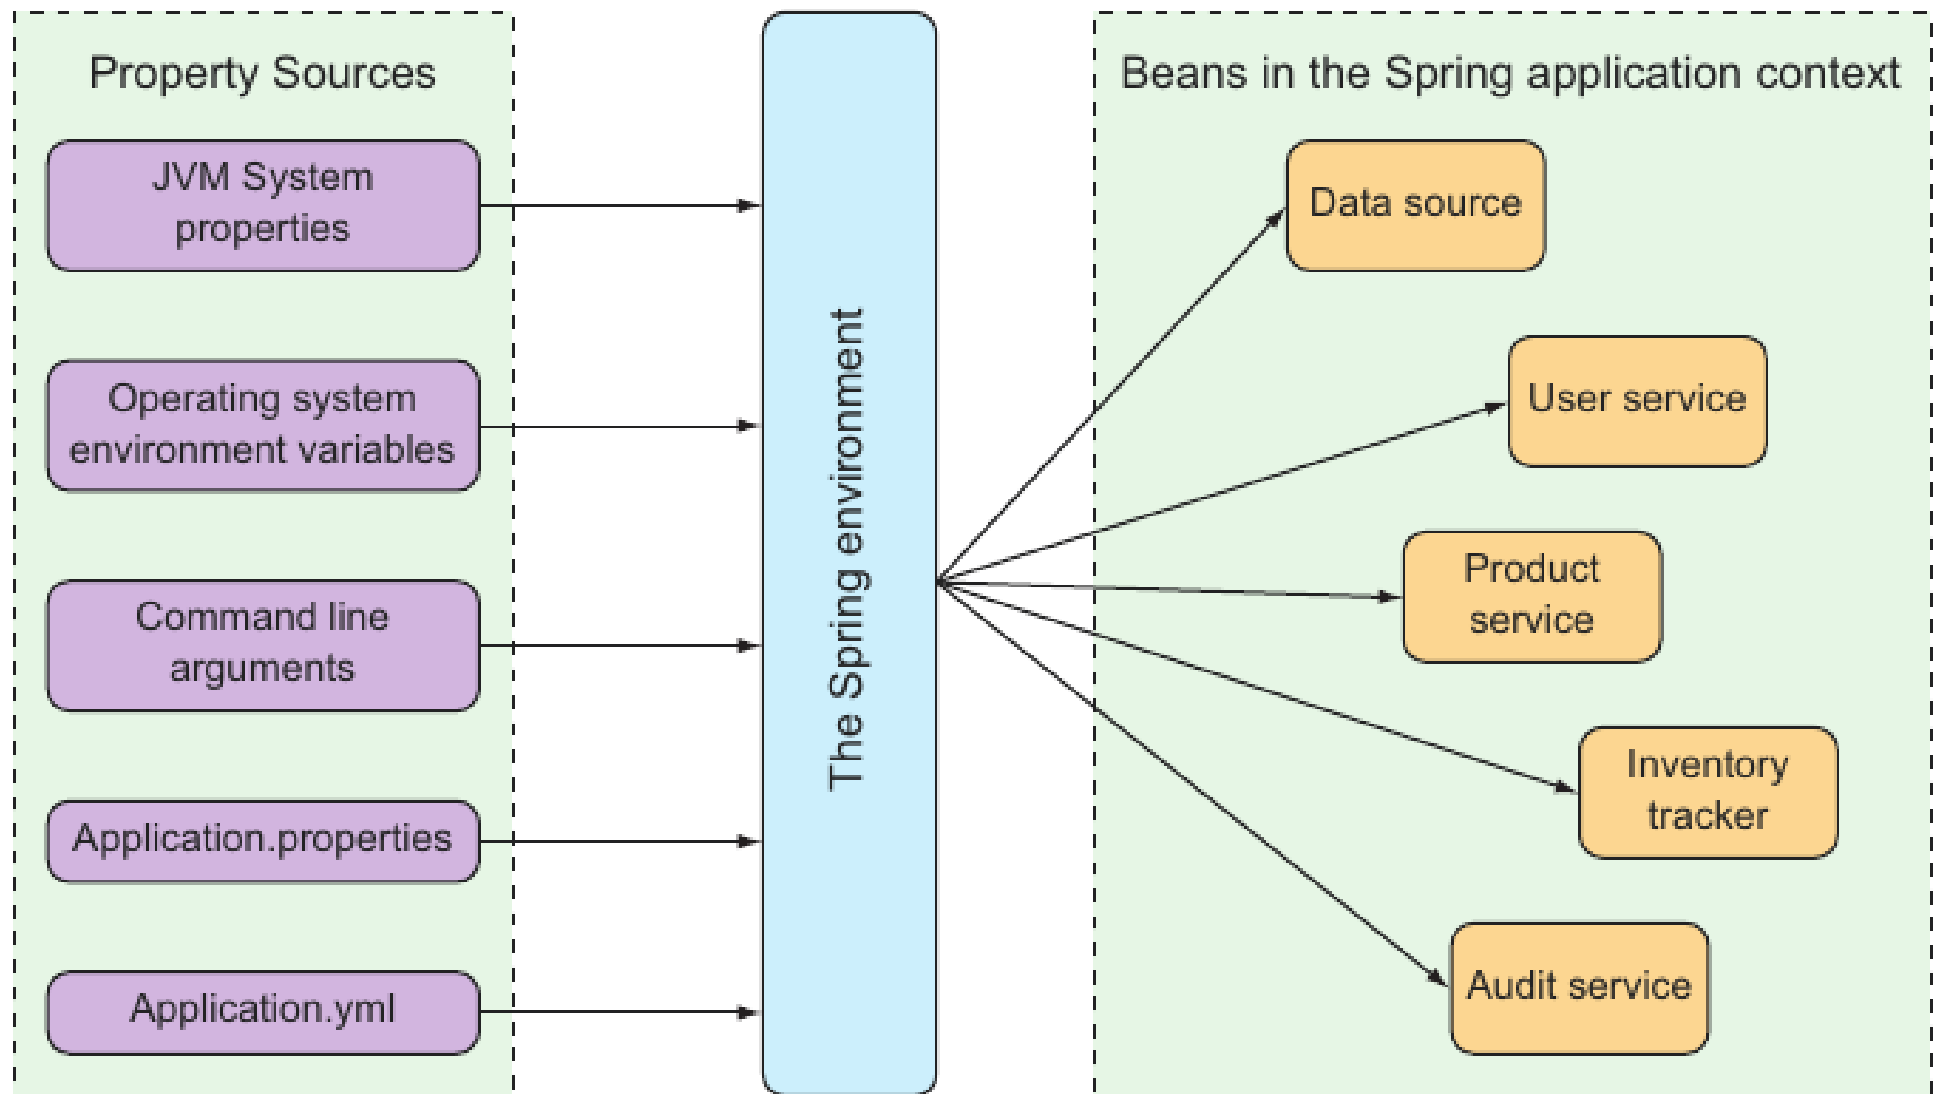 Property Sources
JVM System
properties
Operating system
environment variables
Command line
arguments
Application.properties
Application.yml
The Spring environment
Beans in the Spring application context
Data source
User service
Product
service
Inventory
tracker
Audit service